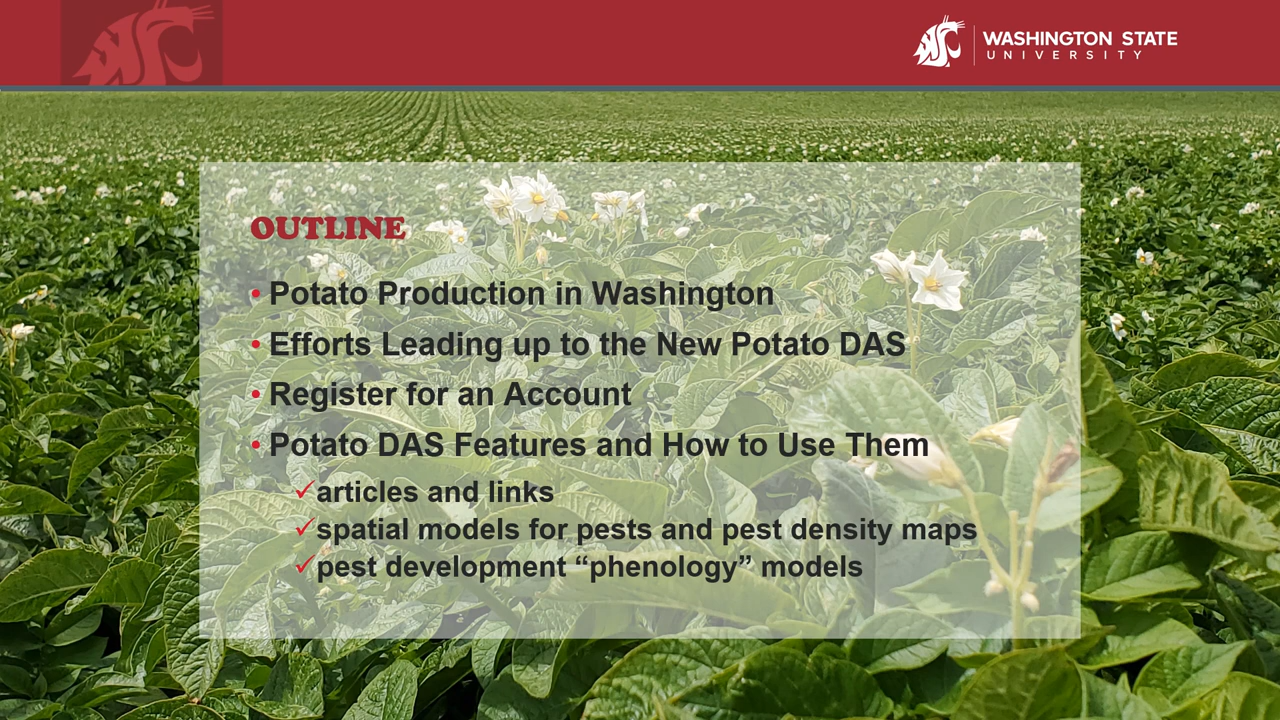 WASHINGTON STATE
UNIVERSITY
OUTLINE
• Potato Production in Washington
• Efforts Leading up to the New Potato DAS
• Register for an Account
• Potato DAS Features and How to Use Them
✓articles and links
✓spatial models for pests and pest density maps
✓pest development “phenology” models